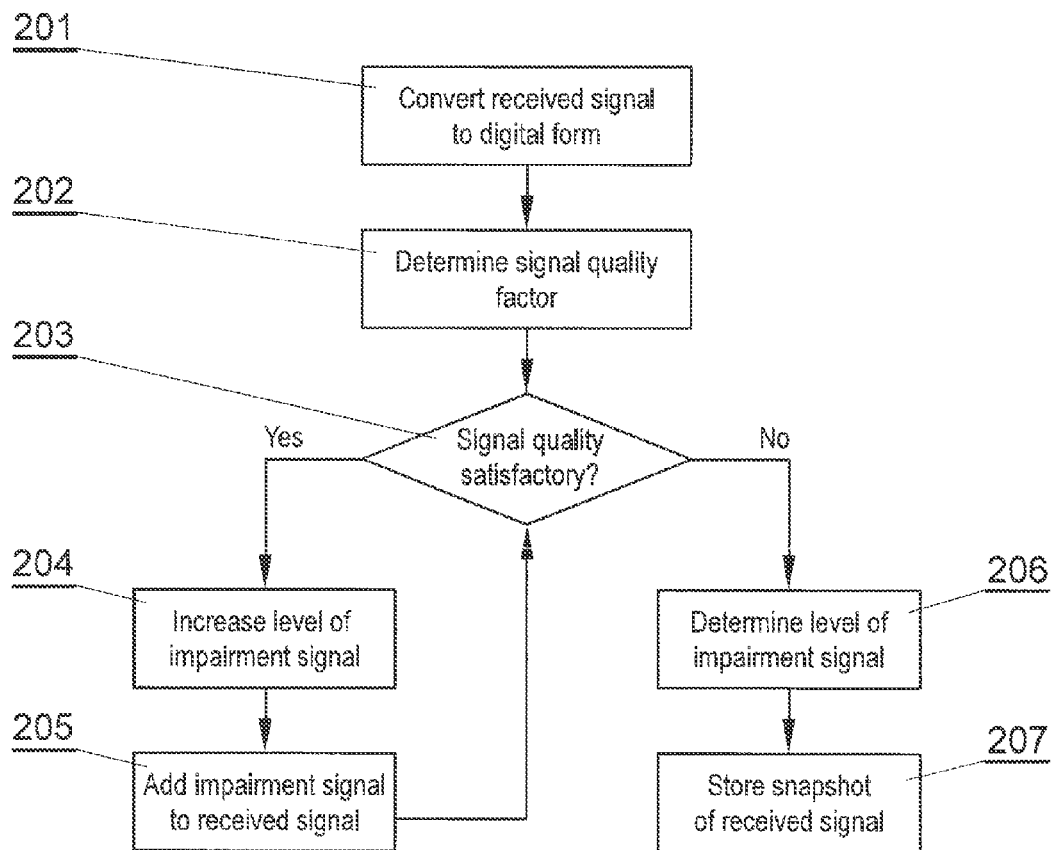 201
Convert received signal
to digital form
202
Determine signal quality
factor
203
Signal quality
satisfactory?
Yes
No
204
Increase level of
impairment signal
205
Add impairment signal
to received signal
206
Determine level of
impairment signal
207
Store snapshot
of received signal